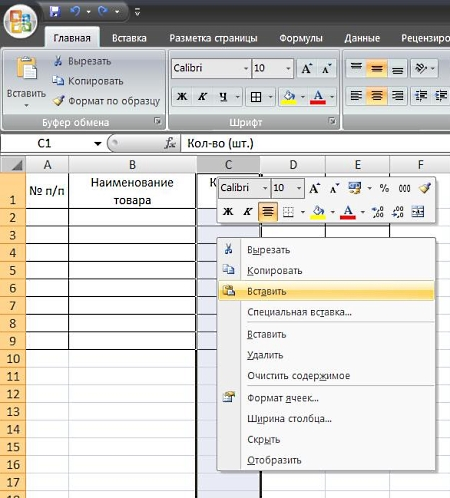 Главная Вставка Разметка страницы Формулы Данные Рецензиро
Вставить
Вырезать
Копировать
Формат по образцу
Буфер обмена
Calibri 10
Ж К Ч
Шрифт
C1 fx Кол-во (шт.)
A B C D E F
1 № п/п Наименование товара К
Calibri 10 A A % 000
Ж К A
2
3
4
5
6
7
8
9
10
11
12
13
14
15
16
17
18
Вырезать
Копировать
Вставить
Специальная вставка...
Вставить
Удалить
Очистить содержимое
Формат ячеек...
Ширина столбца...
Скрыть
Отобразить